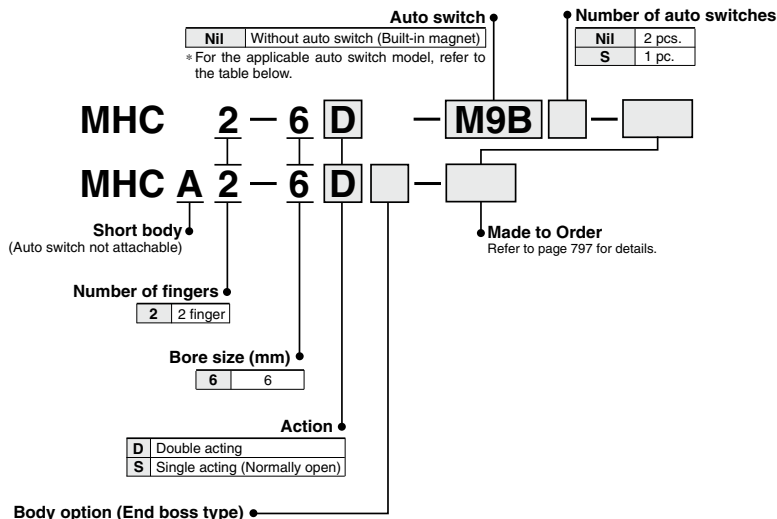 Auto switch
Number of auto switches
Nil Without auto switch (Built-in magnet)
Nil 2 pcs.
∗ For the applicable auto switch model, refer to
the table below.
S 1 pc.
MHC 2 — 6 D — M9B —
MHC A 2 — 6 D —
Short body
(Auto switch not attachable)
Made to Order
Refer to page 797 for details.
Number of fingers
2 2 finger
Bore size (mm)
6 6
Action
D Double acting
S Single acting (Normally open)
Body option (End boss type)